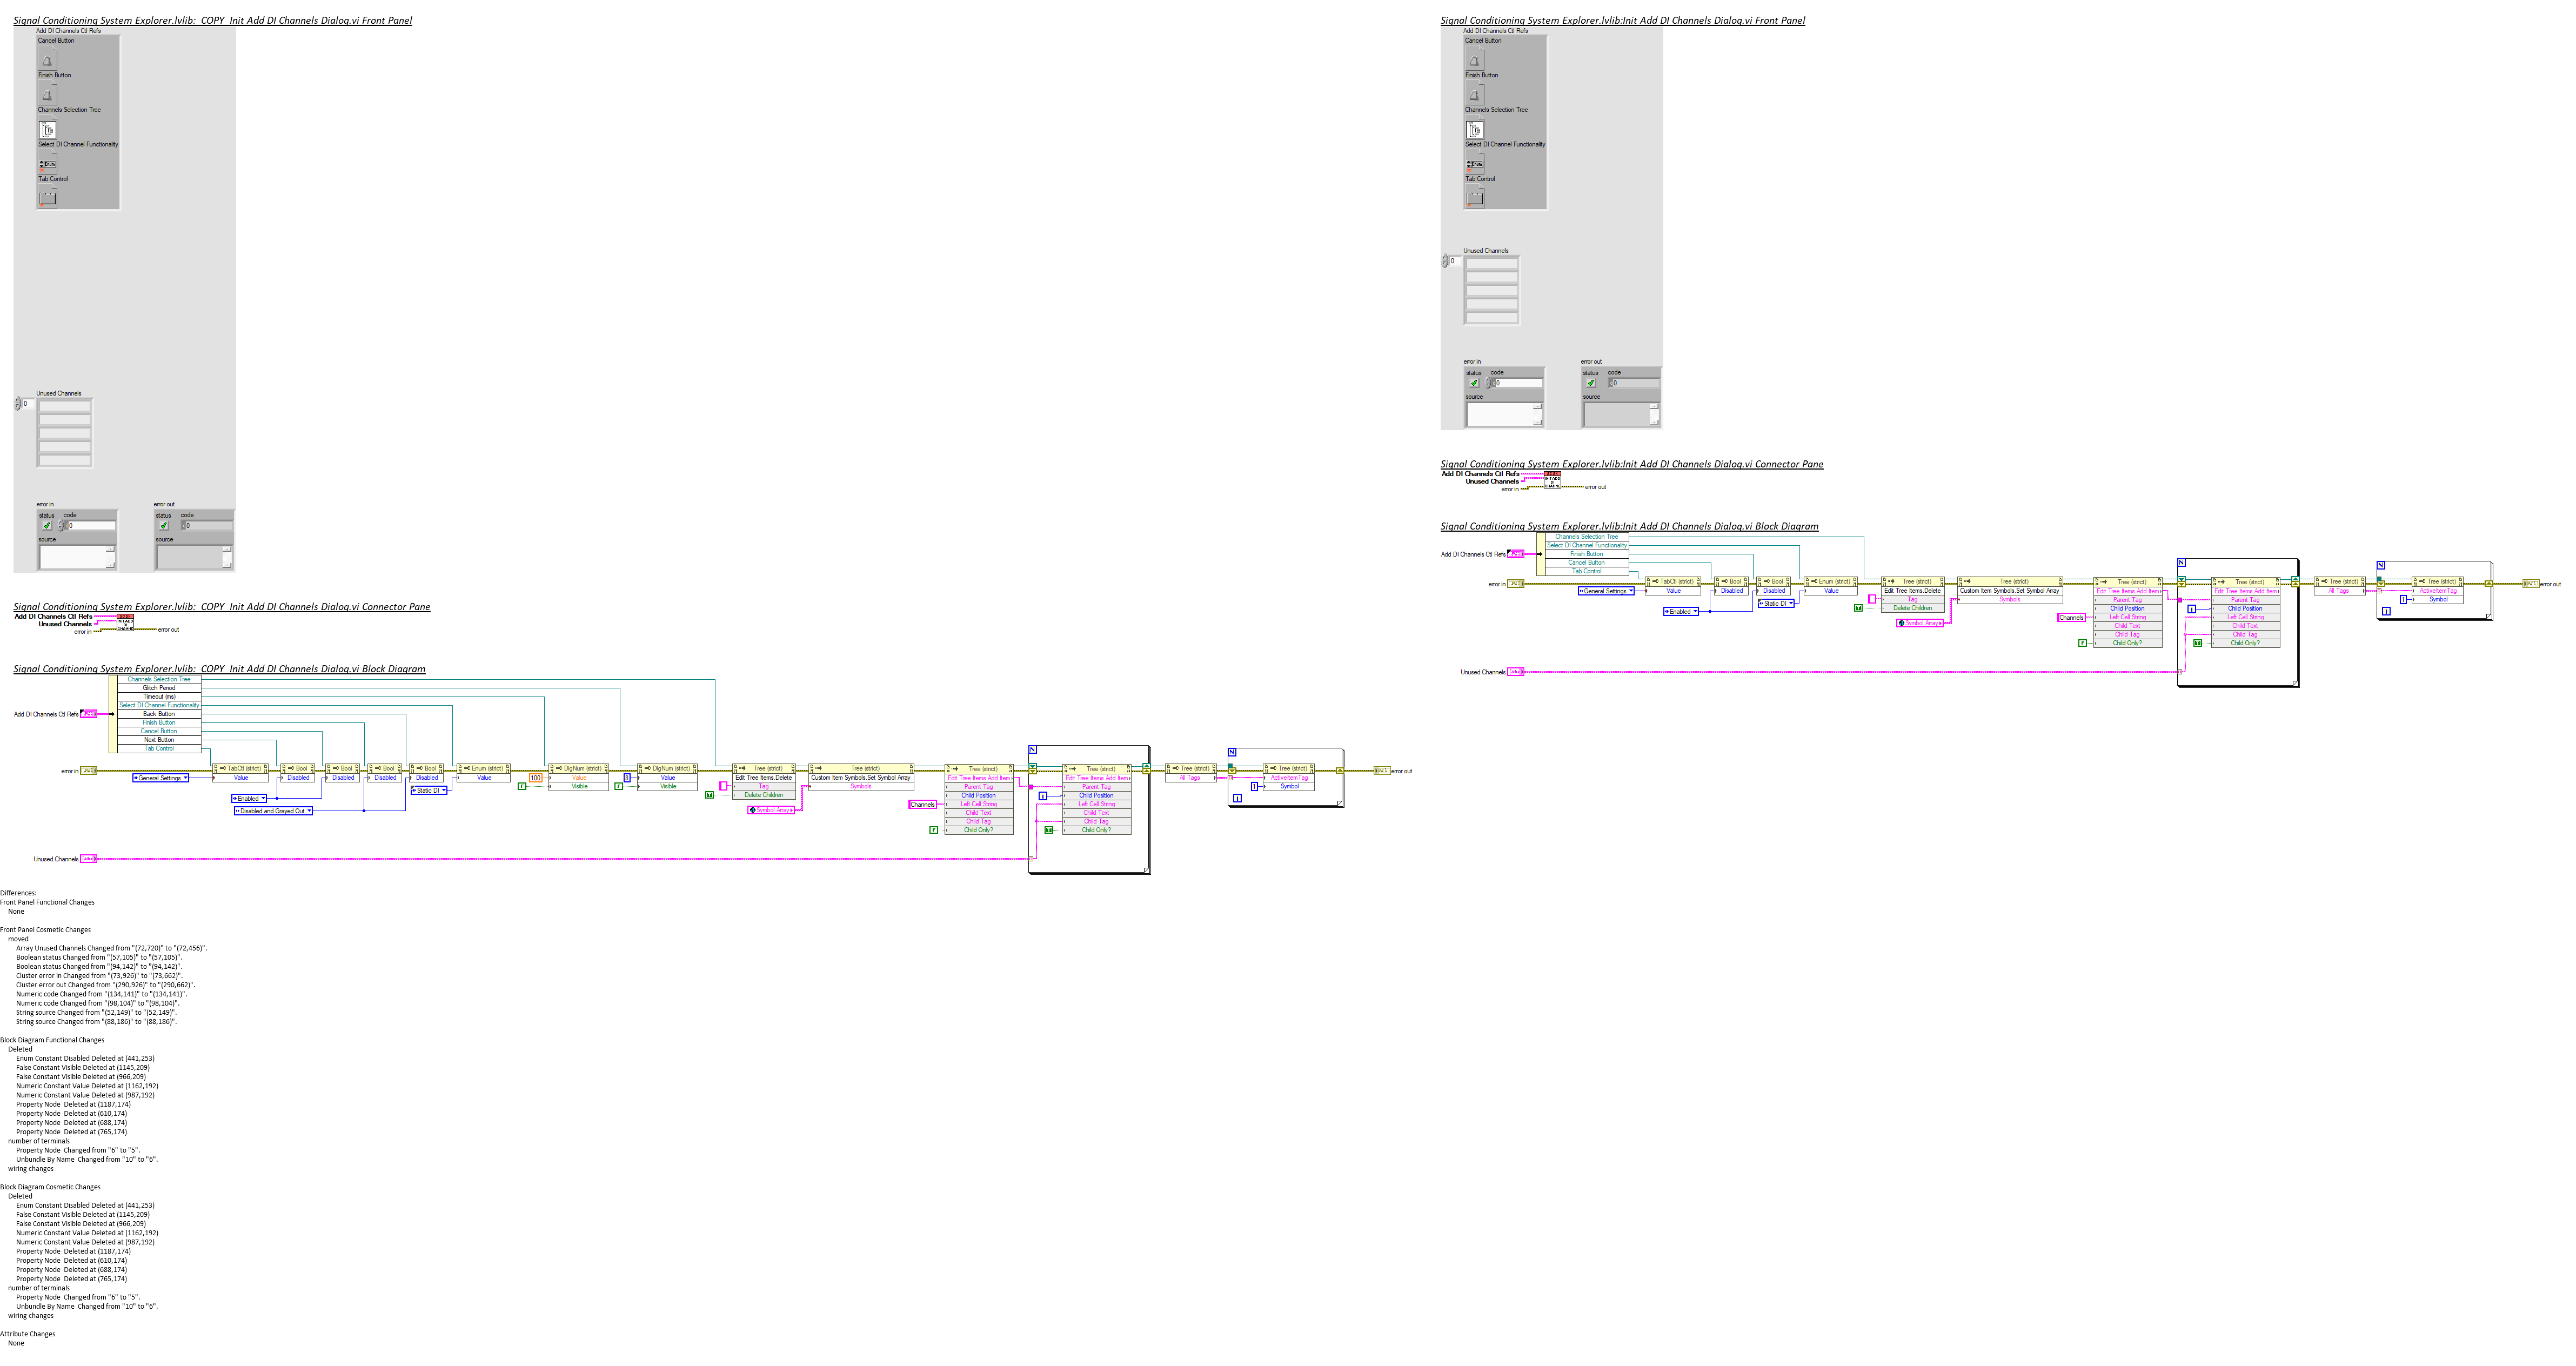 Signal Conditioning System Explorer.lvlib:_COPY_Init Add DI Channels Dialog.vi Front Panel
Add DI Channels Ctl Refs
Cancel Button
Finish Button
Channels Selection Tree
Select DI Channel Functionality
Enum
Tab Control
Unused Channels
0
error in
error out
status code
0
status code
0
source
source
Signal Conditioning System Explorer.lvlib:_COPY_Init Add DI Channels Dialog.vi Connector Pane
Add DI Channels Ctl Refs
Unused Channels
error in
error out
INIT ADD
DI
Signal Conditioning System Explorer.lvlib:_COPY_Init Add DI Channels Dialog.vi Block Diagram
Channels Selection Tree
Glitch Period
Timeout (ms)
Select DI Channel Functionality
Add DI Channels Ctl Refs
Back Button
Finish Button
Cancel Button
Next Button
Tab Control
error in
TabCtl (strict)
Bool
Bool
Bool
Bool
Enum (strict)
DigNum (strict)
DigNum (strict)
Tree (strict)
Tree (strict)
Tree (strict)
Tree (strict)
Tree (strict)
Tree (strict)
error out
General Settings
Value
Disabled
Disabled
Disabled
Disabled
Value
100
Value
Value
Edit Tree Items.Delete
Custom Item Symbols.Set Symbol Array
Edit Tree Items.Add Item
Edit Tree Items.Add Item
All Tags
ActiveItemTag
Enabled
Disabled and Grayed Out
Static DI
F
Visible
F
Visible
Tag
Delete Children
Symbols
Symbol Array
Channels
Parent Tag
Child Position
Left Cell String
Child Text
Child Tag
F
Child Only?
N
i
Parent Tag
Child Position
Left Cell String
Child Text
Child Tag
Child Only?
N
1
Symbol
i
Unused Channels
Differences:
Front Panel Functional Changes
None
Front Panel Cosmetic Changes
moved
Array Unused Channels Changed from "(72,720)" to "(72,456)".
Boolean status Changed from "(57,105)" to "(57,105)".
Boolean status Changed from "(94,142)" to "(94,142)".
Cluster error in Changed from "(73,926)" to "(73,662)".
Cluster error out Changed from "(290,926)" to "(290,662)".
Numeric code Changed from "(134,141)" to "(134,141)".
Numeric code Changed from "(98,104)" to "(98,104)".
String source Changed from "(52,149)" to "(52,149)".
String source Changed from "(88,186)" to "(88,186)".
Block Diagram Functional Changes
Deleted
Enum Constant Disabled Deleted at (441,253)
False Constant Visible Deleted at (1145,209)
False Constant Visible Deleted at (966,209)
Numeric Constant Value Deleted at (1162,192)
Numeric Constant Value Deleted at (987,192)
Property Node  Deleted at (1187,174)
Property Node  Deleted at (610,174)
Property Node  Deleted at (688,174)
Property Node  Deleted at (765,174)
number of terminals
Property Node  Changed from "6" to "5".
Unbundle By Name  Changed from "10" to "6".
wiring changes
Block Diagram Cosmetic Changes
Deleted
Enum Constant Disabled Deleted at (441,253)
False Constant Visible Deleted at (1145,209)
False Constant Visible Deleted at (966,209)
Numeric Constant Value Deleted at (1162,192)
Numeric Constant Value Deleted at (987,192)
Property Node  Deleted at (1187,174)
Property Node  Deleted at (610,174)
Property Node  Deleted at (688,174)
Property Node  Deleted at (765,174)
number of terminals
Property Node  Changed from "6" to "5".
Unbundle By Name  Changed from "10" to "6".
wiring changes
Attribute Changes
None
Signal Conditioning System Explorer.lvlib:Init Add DI Channels Dialog.vi Front Panel
Add DI Channels Ctl Refs
Cancel Button
Finish Button
Channels Selection Tree
Select DI Channel Functionality
Enum
Tab Control
Unused Channels
0
error in
error out
status code
0
status code
0
source
source
Signal Conditioning System Explorer.lvlib:Init Add DI Channels Dialog.vi Connector Pane
Add DI Channels Ctl Refs
Unused Channels
error in
error out
INIT ADD
DI
Signal Conditioning System Explorer.lvlib:Init Add DI Channels Dialog.vi Block Diagram
Channels Selection Tree
Select DI Channel Functionality
Add DI Channels Ctl Refs
Finish Button
Cancel Button
Tab Control
error in
TabCtl (strict)
Bool
Bool
Enum (strict)
Tree (strict)
Tree (strict)
Tree (strict)
Tree (strict)
Tree (strict)
Tree (strict)
error out
General Settings
Value
Disabled
Disabled
Value
Edit Tree Items.Delete
Custom Item Symbols.Set Symbol Array
Edit Tree Items.Add Item
Edit Tree Items.Add Item
All Tags
ActiveItemTag
Enabled
Static DI
Tag
Delete Children
Symbols
Symbol Array
Channels
Parent Tag
Child Position
Left Cell String
Child Text
Child Tag
F
Child Only?
N
i
Parent Tag
Child Position
Left Cell String
Child Text
Child Tag
Child Only?
N
1
Symbol
i
Unused Channels